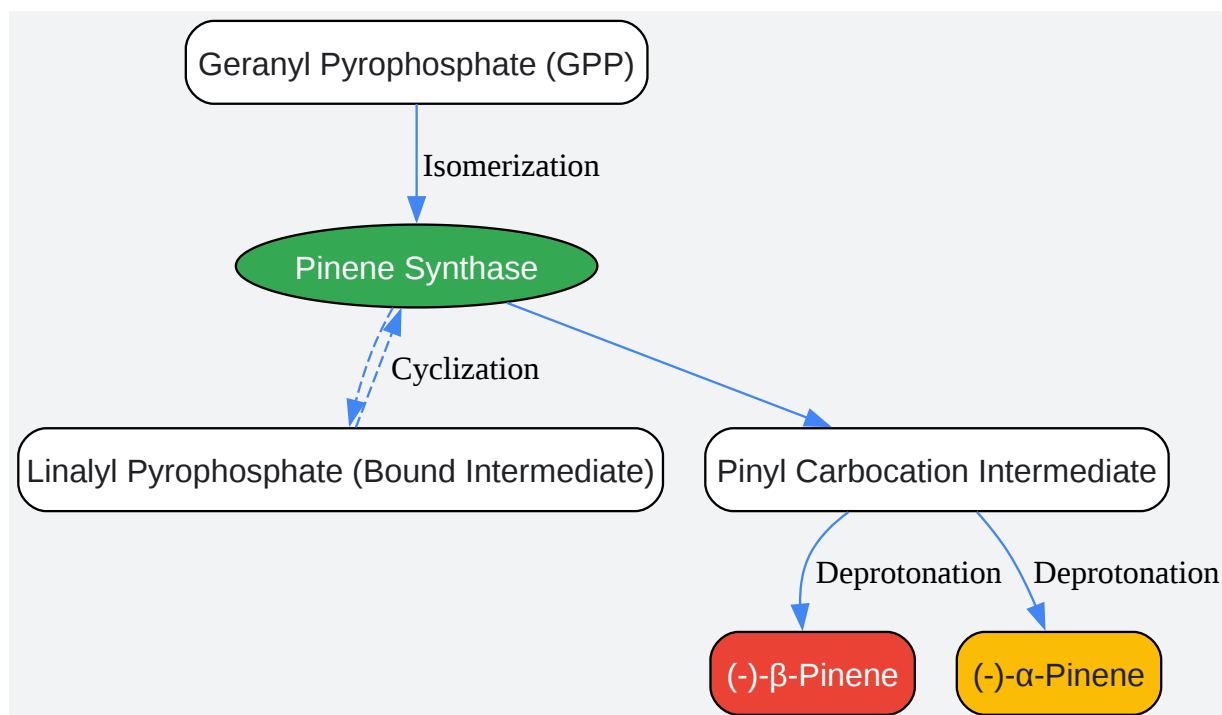 Geranyl Pyrophosphate (GPP)
Isomerization
Pinene Synthase
Cyclization
Linalyl Pyrophosphate (Bound Intermediate)
Pinyl Carbocation Intermediate
Deprotonation
Deprotonation
(-)-β-Pinene
(-)-α-Pinene